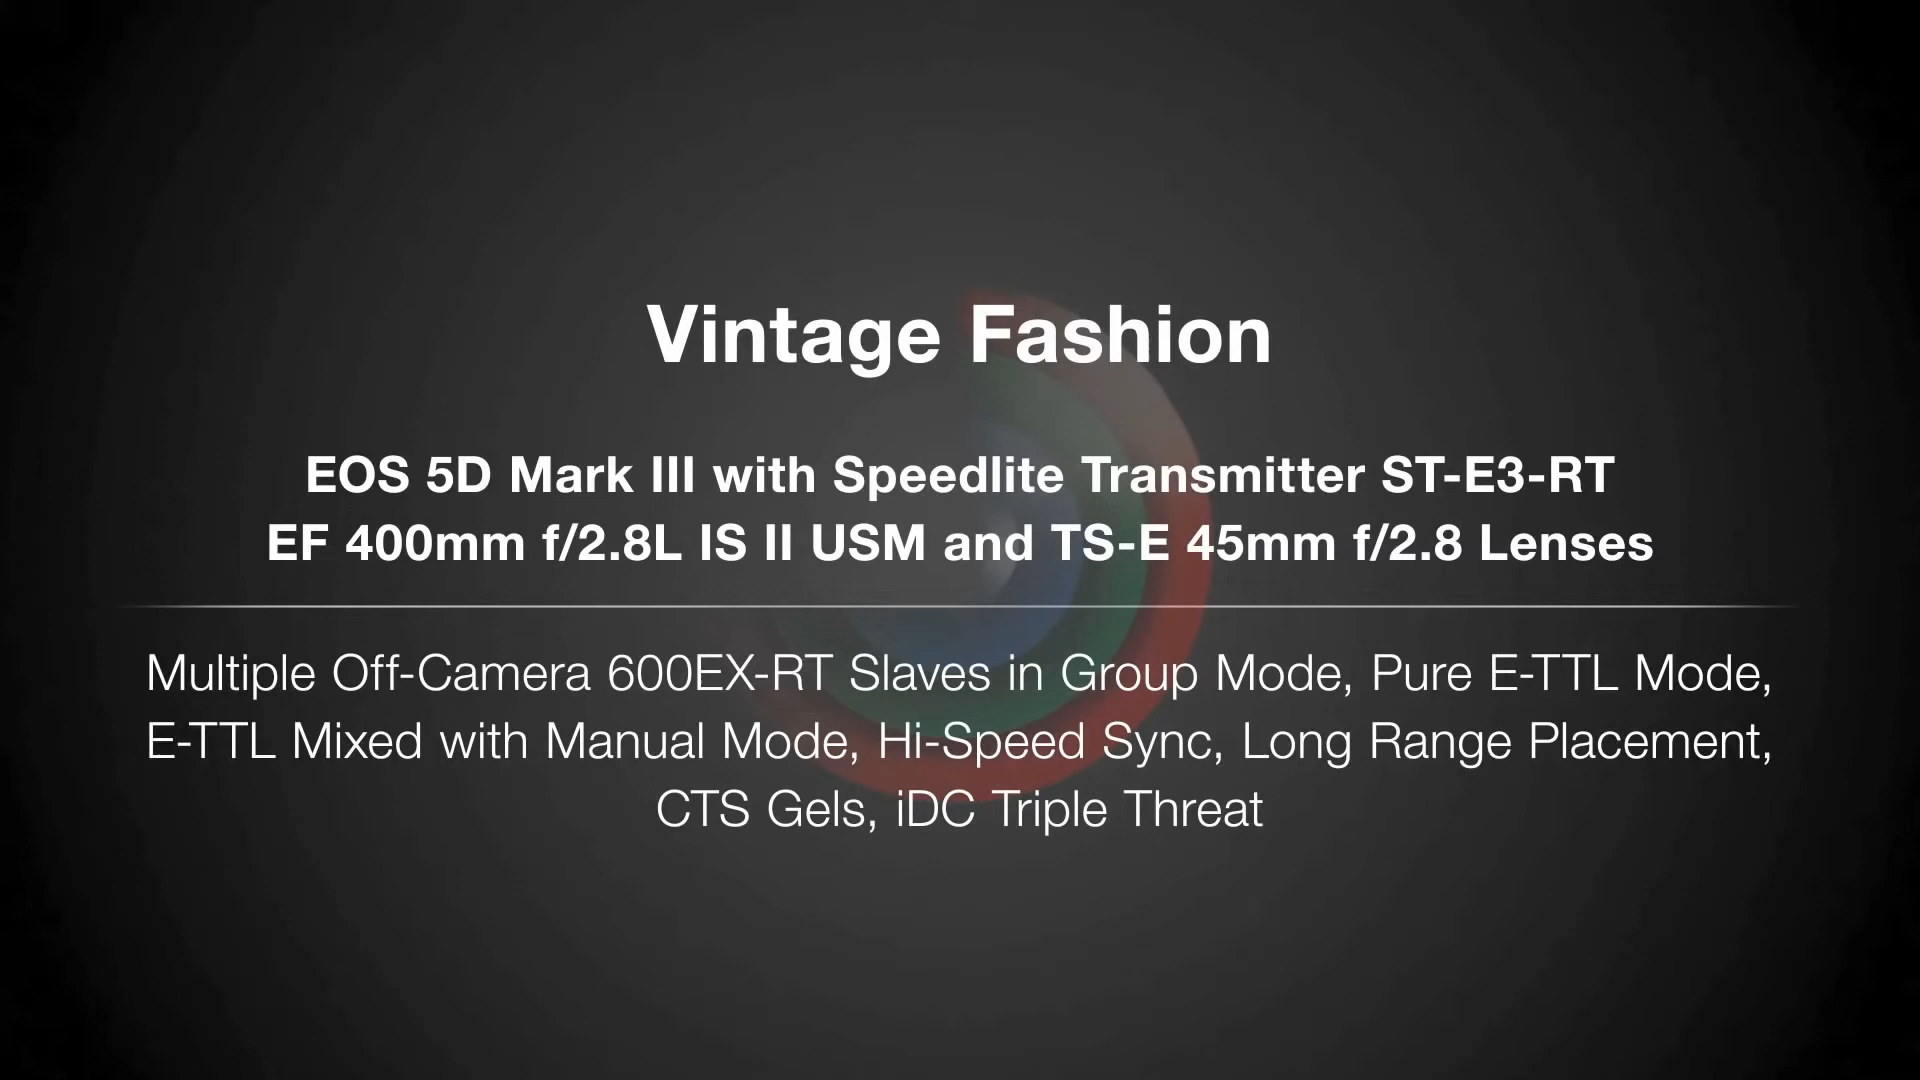 Vintage Fashion
EOS 5D Mark III with Speedlite Transmitter ST-E3-RT
EF 400mm f/2.8L IS II USM and TS-E 45mm f/2.8 Lenses
Multiple Off-Camera 600EX-RT Slaves in Group Mode, Pure E-TTL Mode,
E-TTL Mixed with Manual Mode, Hi-Speed Sync, Long Range Placement,
CTS Gels, iDC Triple Threat